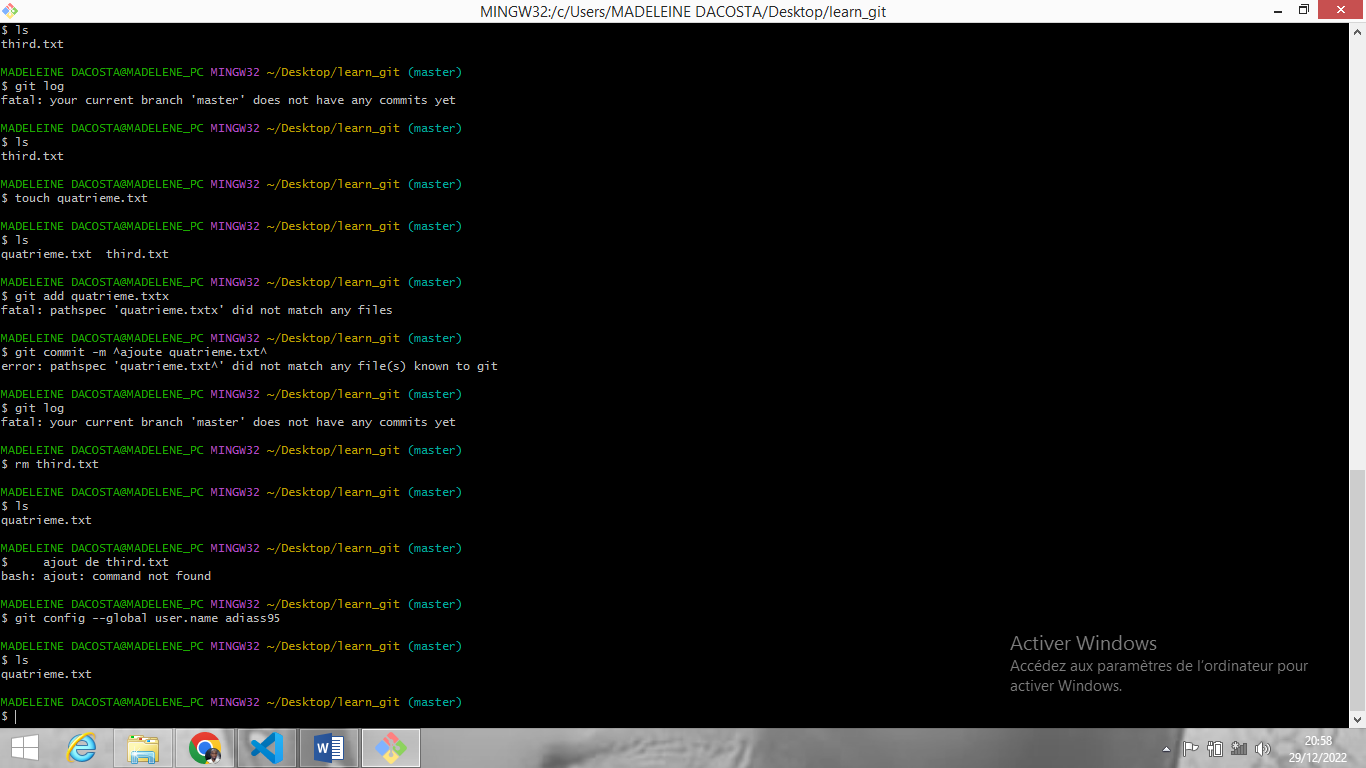 MINGW32:/c/Users/MADELEINE DACOSTA/Desktop/learn_git
$ ls
third.txt
MADELEINE DACOSTA@MADELENE_PC MINGW32 ~/Desktop/learn_git (master)
$ git log
fatal: your current branch 'master' does not have any commits yet
MADELEINE DACOSTA@MADELENE_PC MINGW32 ~/Desktop/learn_git (master)
$ ls
third.txt
MADELEINE DACOSTA@MADELENE_PC MINGW32 ~/Desktop/learn_git (master)
$ touch quatrieme.txt
MADELEINE DACOSTA@MADELENE_PC MINGW32 ~/Desktop/learn_git (master)
$ ls
quatrieme.txt  third.txt
MADELEINE DACOSTA@MADELENE_PC MINGW32 ~/Desktop/learn_git (master)
$ git add quatrieme.txtx
fatal: pathspec 'quatrieme.txtx' did not match any files
MADELEINE DACOSTA@MADELENE_PC MINGW32 ~/Desktop/learn_git (master)
$ git commit -m ^ajoute quatrieme.txt^
error: pathspec 'quatrieme.txt^' did not match any file(s) known to git
MADELEINE DACOSTA@MADELENE_PC MINGW32 ~/Desktop/learn_git (master)
$ git log
fatal: your current branch 'master' does not have any commits yet
MADELEINE DACOSTA@MADELENE_PC MINGW32 ~/Desktop/learn_git (master)
$ rm third.txt
MADELEINE DACOSTA@MADELENE_PC MINGW32 ~/Desktop/learn_git (master)
$ ls
quatrieme.txt
MADELEINE DACOSTA@MADELENE_PC MINGW32 ~/Desktop/learn_git (master)
$     ajout de third.txt
bash: ajout: command not found
MADELEINE DACOSTA@MADELENE_PC MINGW32 ~/Desktop/learn_git (master)
$ git config --global user.name adiass95
MADELEINE DACOSTA@MADELENE_PC MINGW32 ~/Desktop/learn_git (master)
$ ls
quatrieme.txt
MADELEINE DACOSTA@MADELENE_PC MINGW32 ~/Desktop/learn_git (master)
$
Activer Windows
Accédez aux paramètres de l'ordinateur pour
activer Windows.
20:58
29/12/2022